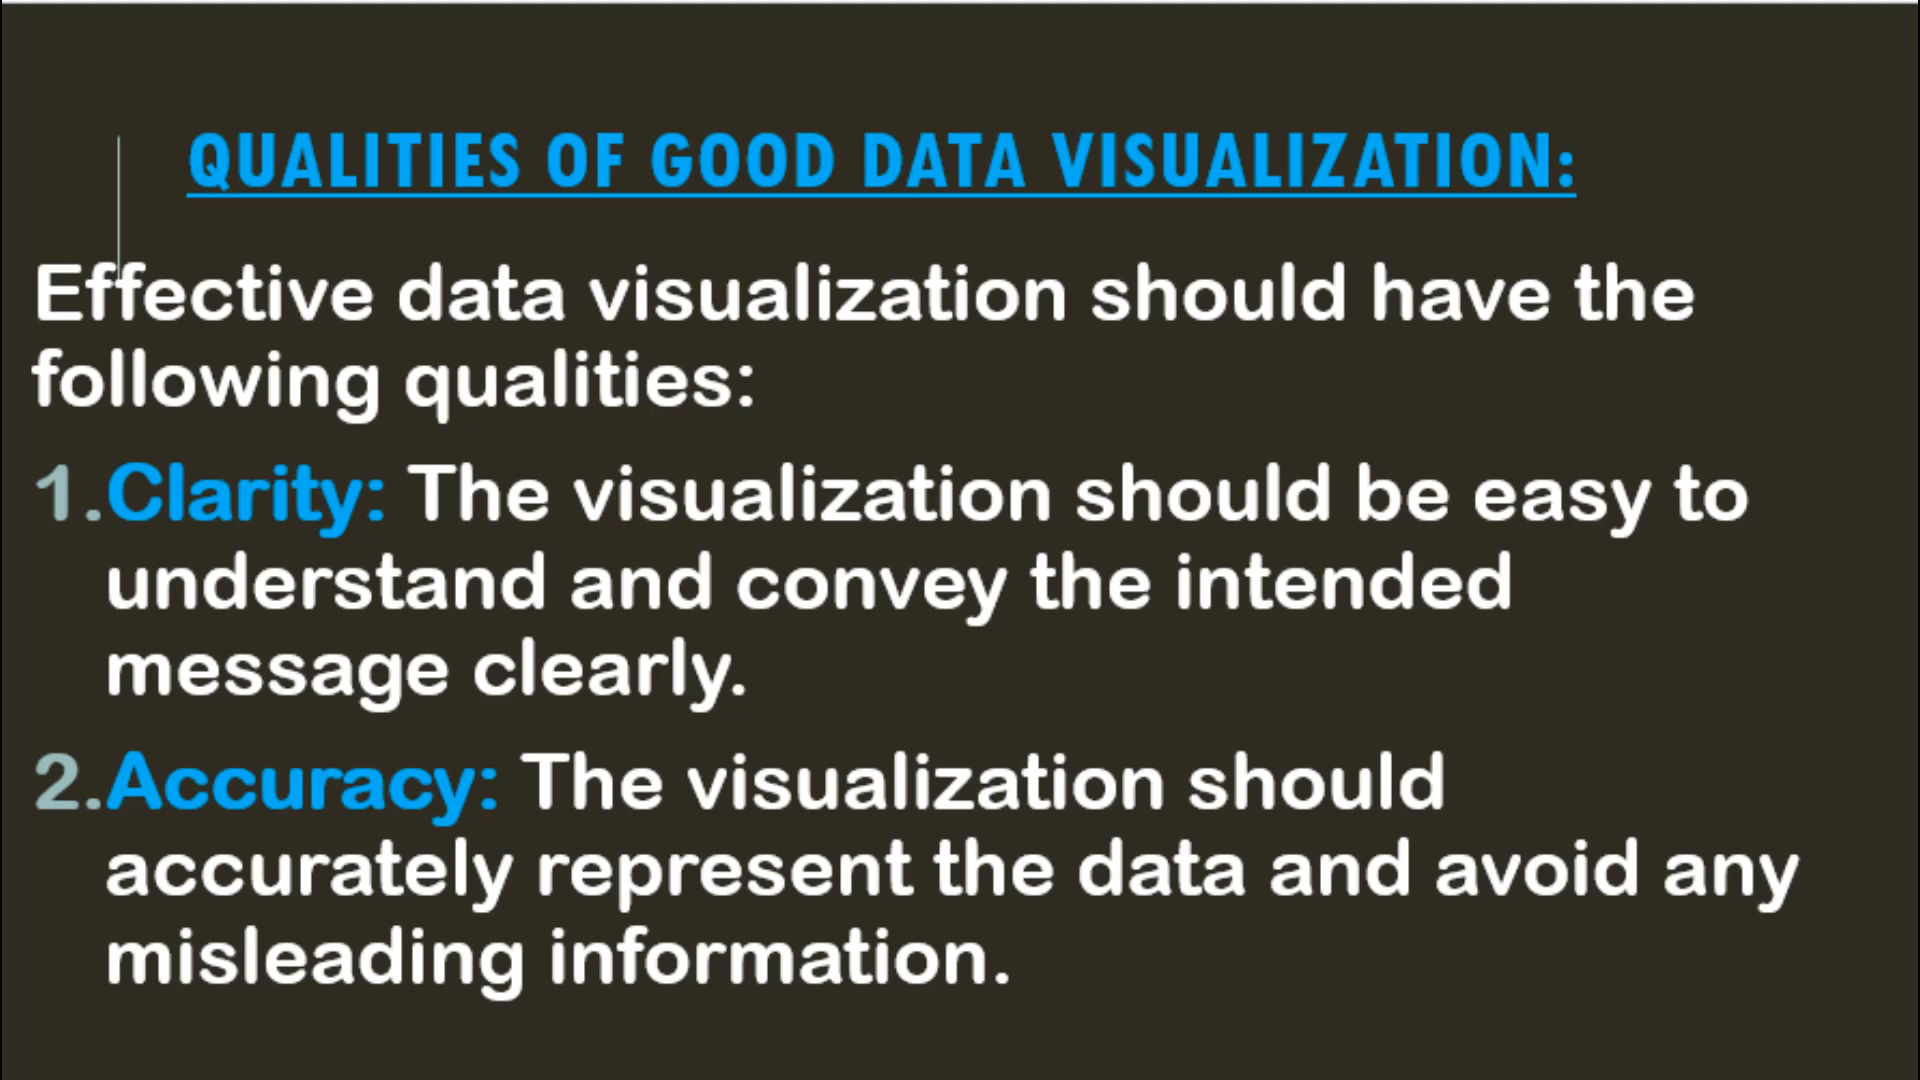 QUALITIES OF GOOD DATA VISUALIZATION:
Effective data visualization should have the
following qualities:
1.Clarity: The visualization should be easy to
understand and convey the intended
message clearly.
2.Accuracy: The visualization should
accurately represent the data and avoid any
misleading information.